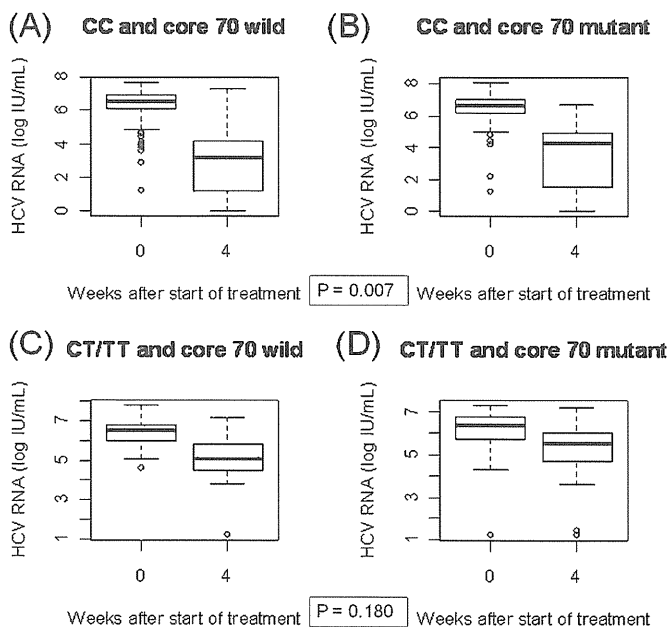 (A) CC and core 70 wild
HCV RNA (log IU/mL)
8
6
4
2
0
0 4
Weeks after start of treatment
(B) CC and core 70 mutant
HCV RNA (log IU/mL)
8
6
4
2
0
0 4
Weeks after start of treatment
P = 0.007
(C) CT/TT and core 70 wild
HCV RNA (log IU/mL)
7
5
3
1
0 4
Weeks after start of treatment
(D) CT/TT and core 70 mutant
HCV RNA (log IU/mL)
7
5
3
1
0 4
Weeks after start of treatment
P = 0.180